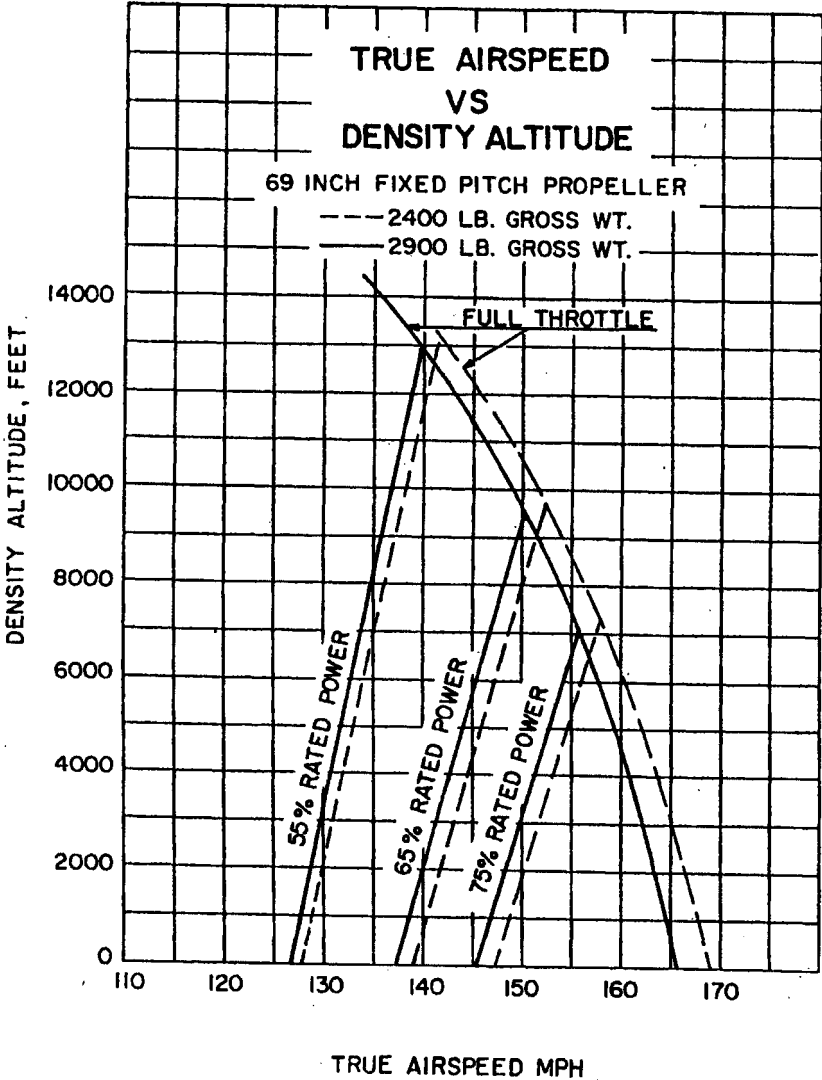 TRUE AIRSPEED
VS
DENSITY ALTITUDE
69 INCH FIXED PITCH PROPELLER
2400 LB. GROSS WT.
2900 LB. GROSS WT.
FULL THROTTLE
DENSITY ALTITUDE, FEET
14000
12000
10000
8000
6000
4000
2000
0
55% RATED POWER
65% RATED POWER
75% RATED POWER
110 120 130 140 150 160 170
TRUE AIRSPEED MPH